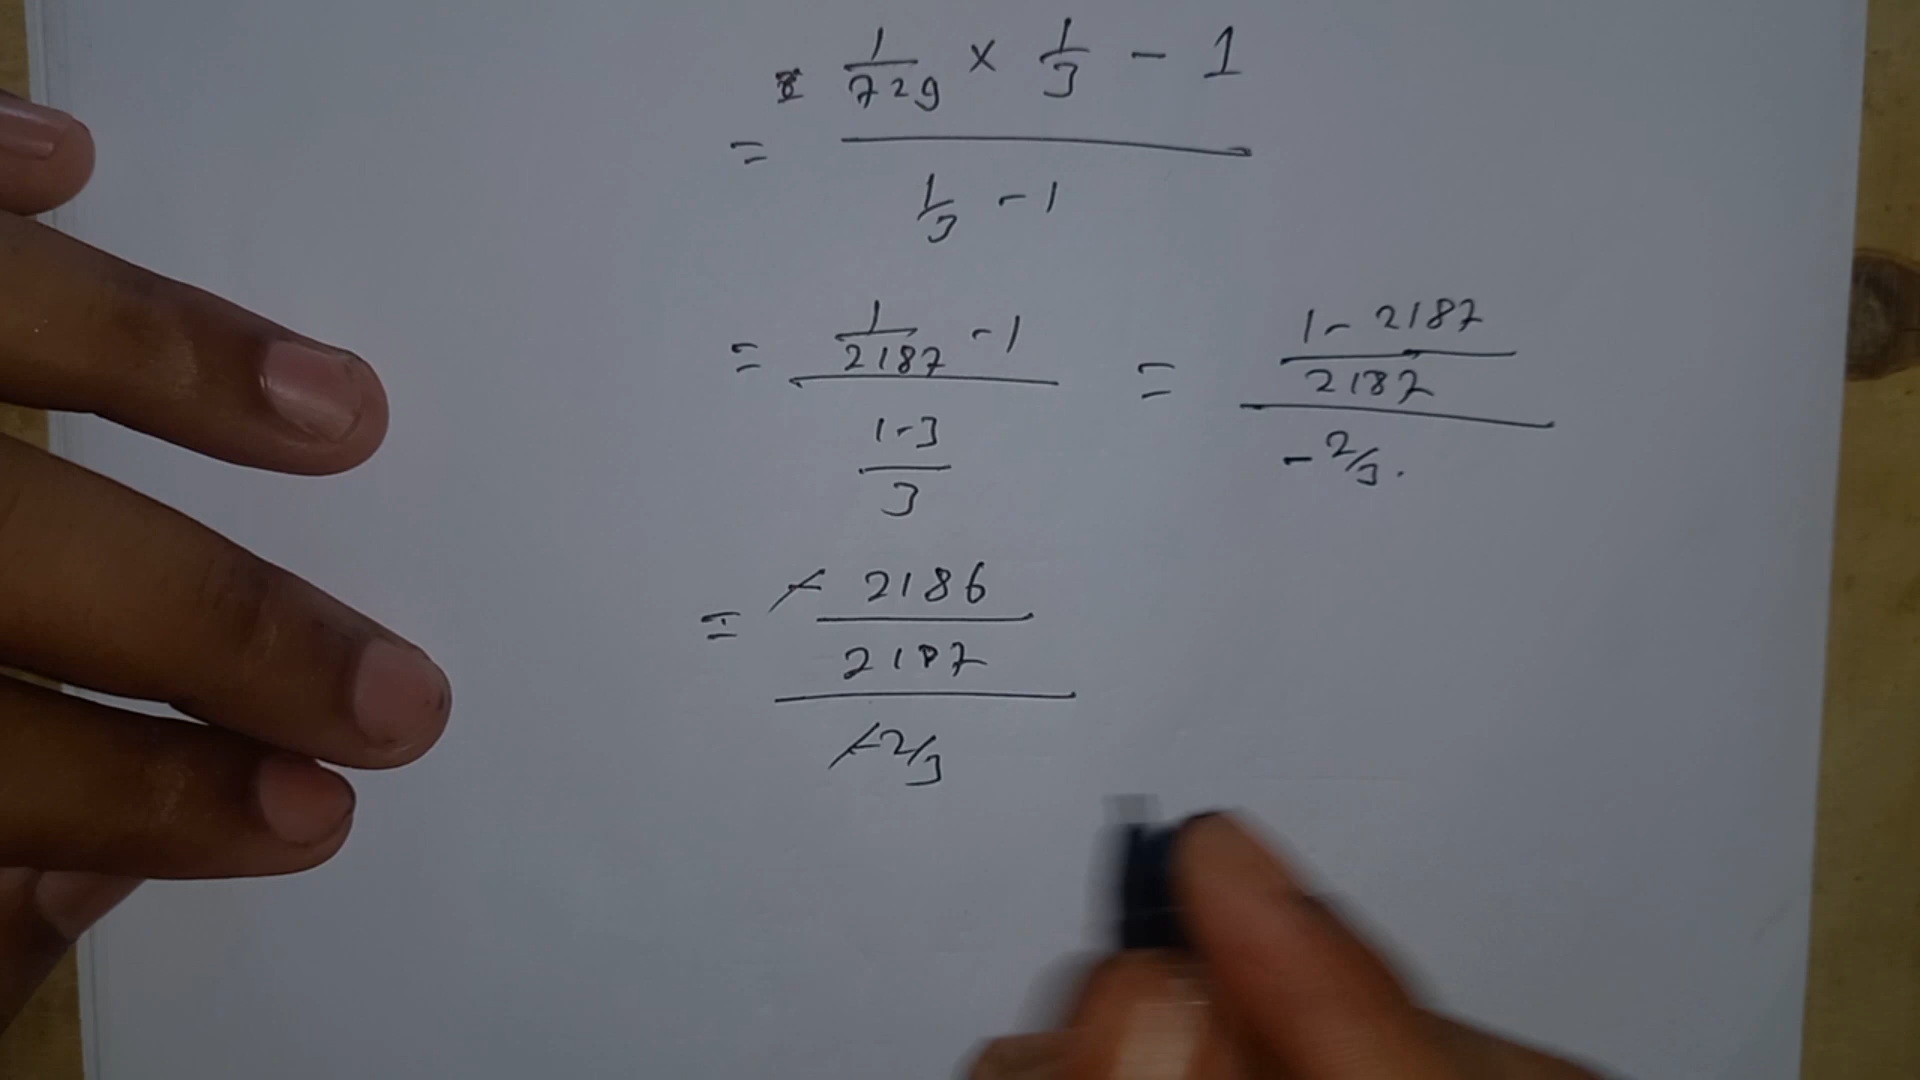 1/729 × 1/3 - 1
=
1/3 - 1
= 1/2187 - 1 = 1 - 2187
2187
1-3
3
- 2/3.
= - 2186
2187
- 2/3